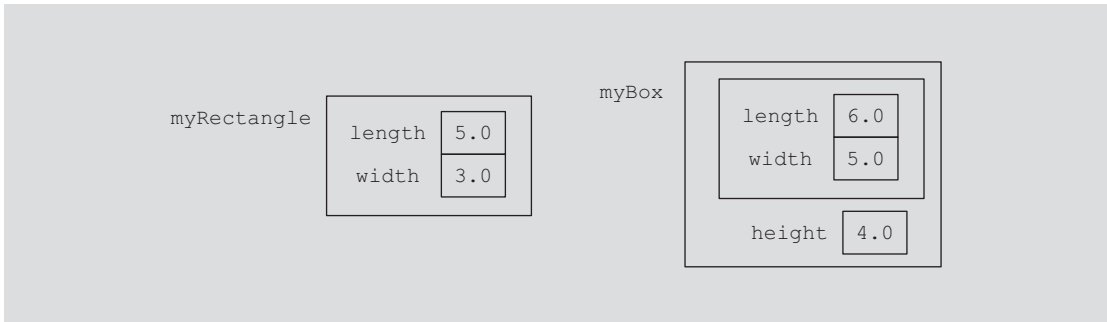 myRectangle
length 5.0
width 3.0
myBox
length 6.0
width 5.0
height 4.0